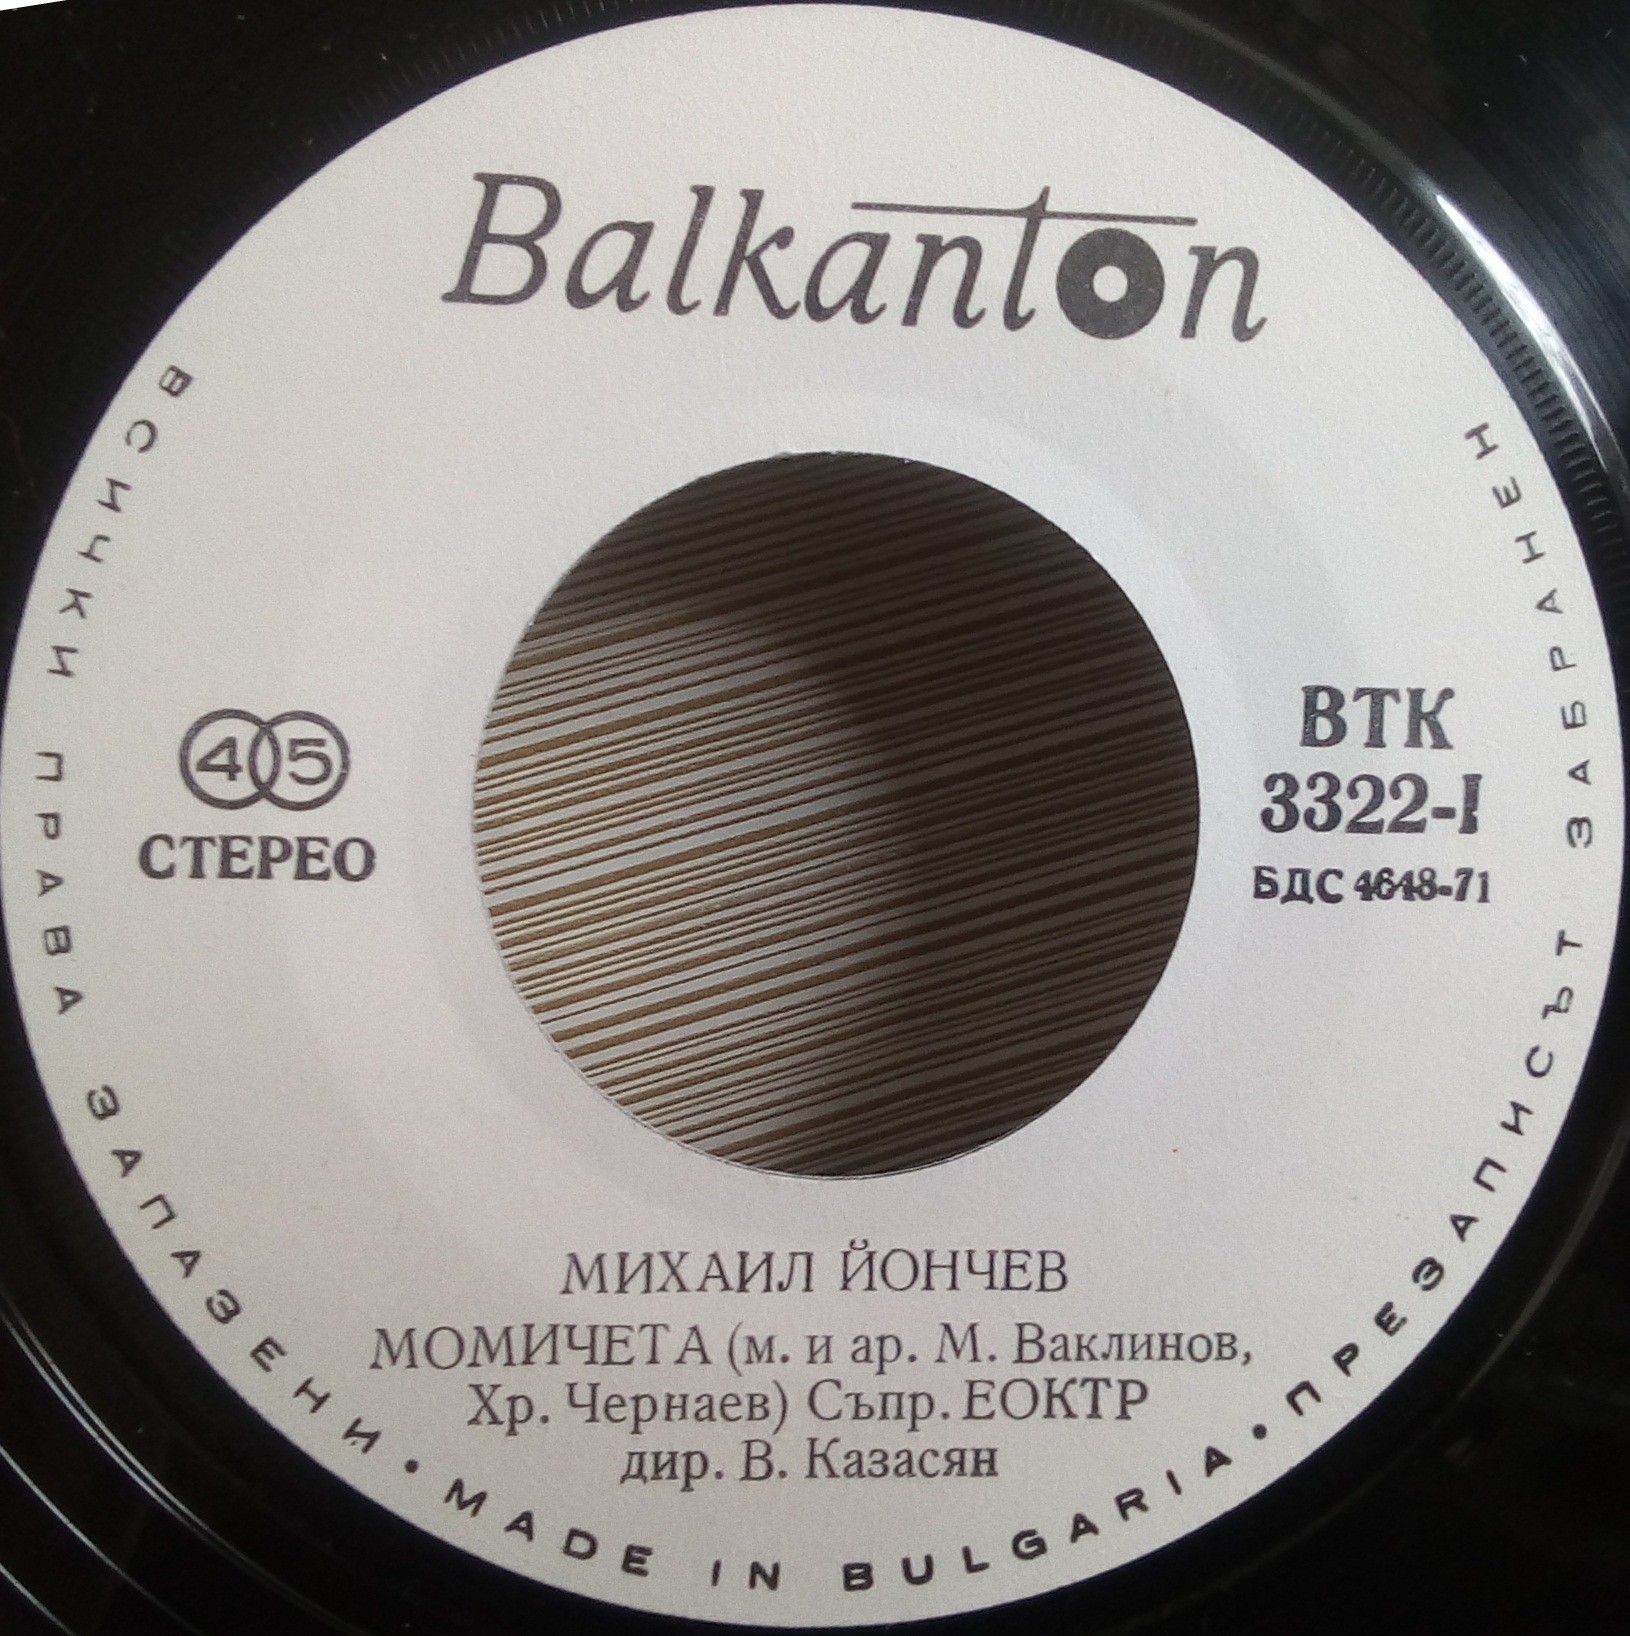 Balkanton
45
СТЕРЕО
ВТК
3322-I
БДС 4648-71
МИХАИЛ ЙОНЧЕВ
МОМИЧЕТА (м. и ар. М. Ваклинов,
Хр. Чернаев) Съпр. ЕОКТР
дир. В. Казасян
ВСИЧКИ ПРАВА ЗАПАЗЕНИ • MADE IN BULGARIA • ПРЕЗАПИСЪТ ЗАБРАНЕН